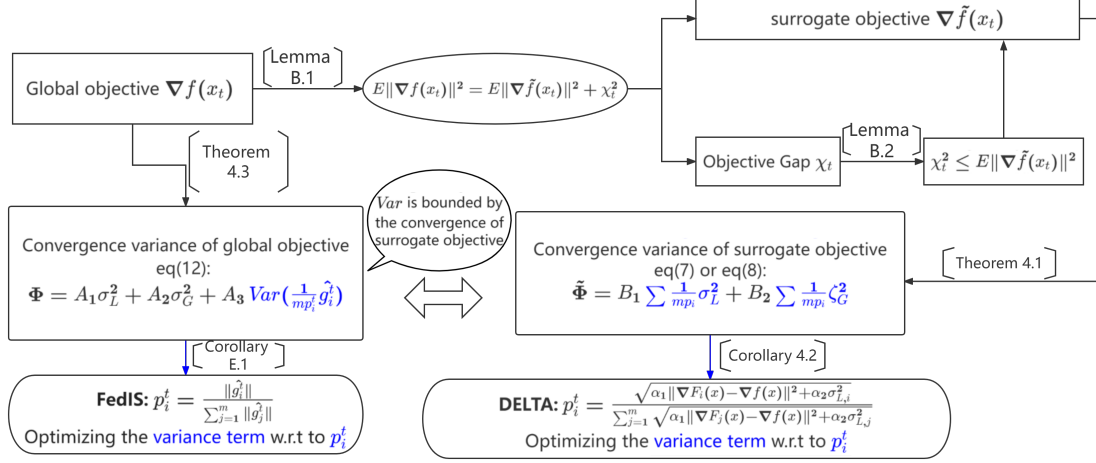 surrogate objective ∇f̃(x_t)
Lemma
B.1
Global objective ∇f(x_t)
E‖∇f(x_t)‖² = E‖∇f̃(x_t)‖² + χ_t²
Lemma
B.2
Objective Gap χ_t
χ_t² ≤ E‖∇f̃(x_t)‖²
Theorem
4.3
Var is bounded by
the convergence of
surrogate objective
Convergence variance of global objective
eq(12):
Φ = A₁σ_L² + A₂σ_G² + A₃ Var(1/(mp_i^t) ĝ_i^t)
Convergence variance of surrogate objective
eq(7) or eq(8):
Φ̃ = B₁ ∑ 1/(mp_i) σ_L² + B₂ ∑ 1/(mp_i) ζ_G²
Theorem 4.1
Corollary
E.1
Corollary 4.2
FedIS: p_i^t = ‖ĝ_i^t‖ / ∑_{j=1}^m ‖ĝ_j^t‖
Optimizing the variance term w.r.t to p_i^t
DELTA: p_i^t = √(α₁‖∇F_i(x)−∇f(x)‖²+α₂σ_{L,i}²) / ∑_{j=1}^m √(α₁‖∇F_j(x)−∇f(x)‖²+α₂σ_{L,j}²)
Optimizing the variance term w.r.t to p_i^t